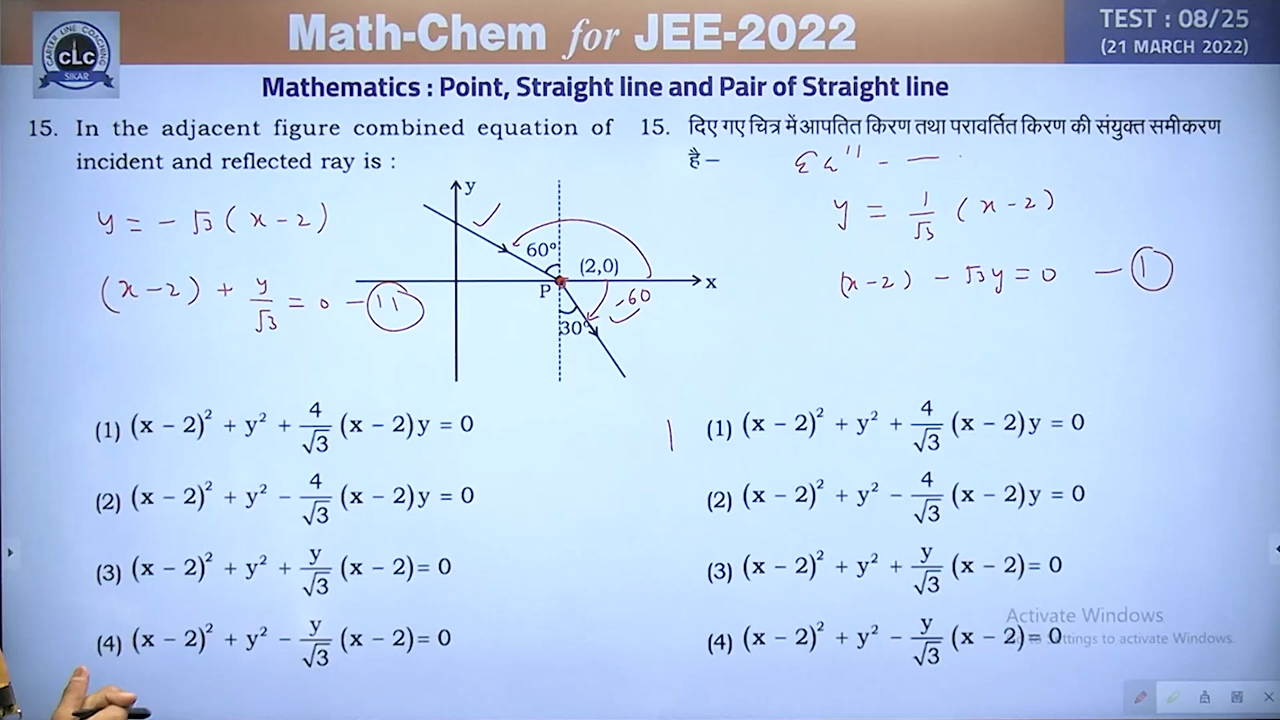 Math-Chem for JEE-2022
TEST : 08/25
(21 MARCH 2022)
CAREER LINE COACHING
CLC
SIKAR
Mathematics : Point, Straight line and Pair of Straight line
15. In the adjacent figure combined equation of
incident and reflected ray is :
y = - √3 (x - 2)
(x - 2) + y/√3 = 0 - 11
y
60°
(2,0)
x
P
-60
30°
(1) (x − 2)² + y² + 4/√3 (x − 2)y = 0
(2) (x − 2)² + y² − 4/√3 (x − 2)y = 0
(3) (x − 2)² + y² + y/√3 (x − 2)= 0
(4) (x − 2)² + y² − y/√3 (x − 2)= 0
15. दिए गए चित्र में आपतित किरण तथा परावर्तित किरण की संयुक्त समीकरण
है –
y = 1/√3 (x - 2)
(x - 2) - √3y = 0 - 1
1
(1) (x − 2)² + y² + 4/√3 (x − 2)y = 0
(2) (x − 2)² + y² − 4/√3 (x − 2)y = 0
(3) (x − 2)² + y² + y/√3 (x − 2)= 0
(4) (x − 2)² + y² − y/√3 (x − 2)= 0
Activate Windows
Settings to activate Windows.